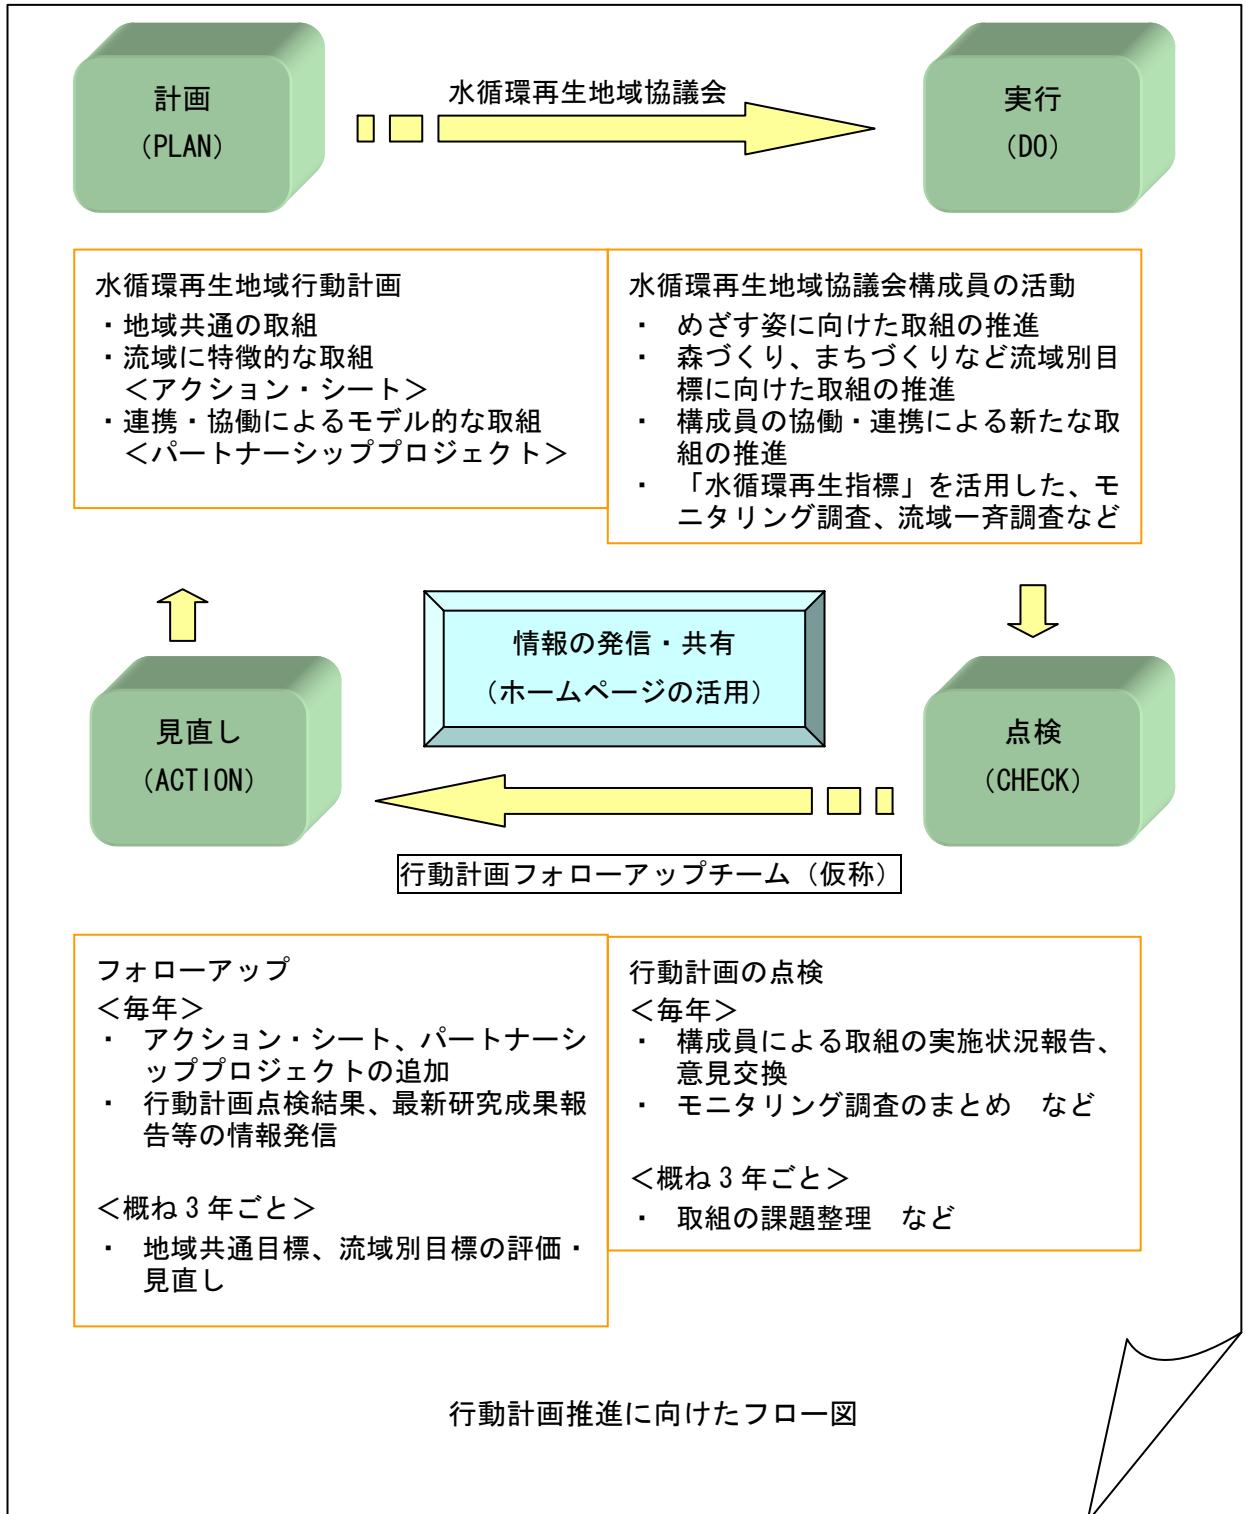 計画
(PLAN)
水循環再生地域協議会
実行
(DO)
水循環再生地域行動計画
・地域共通の取組
・流域に特徴的な取組
＜アクション・シート＞
・連携・協働によるモデル的な取組
＜パートナーシッププロジェクト＞
水循環再生地域協議会構成員の活動
・ めざす姿に向けた取組の推進
・ 森づくり、まちづくりなど流域別目
標に向けた取組の推進
・ 構成員の協働・連携による新たな取
組の推進
・ 「水循環再生指標」を活用した、モ
ニタリング調査、流域一斉調査など
情報の発信・共有
（ホームページの活用）
見直し
(ACTION)
点検
(CHECK)
行動計画フォローアップチーム（仮称）
フォローアップ
＜毎年＞
・ アクション・シート、パートナーシ
ッププロジェクトの追加
・ 行動計画点検結果、最新研究成果報
告等の情報発信
＜概ね3年ごと＞
・ 地域共通目標、流域別目標の評価・
見直し
行動計画の点検
＜毎年＞
・ 構成員による取組の実施状況報告、
意見交換
・ モニタリング調査のまとめ　など
＜概ね3年ごと＞
・ 取組の課題整理　など
行動計画推進に向けたフロー図